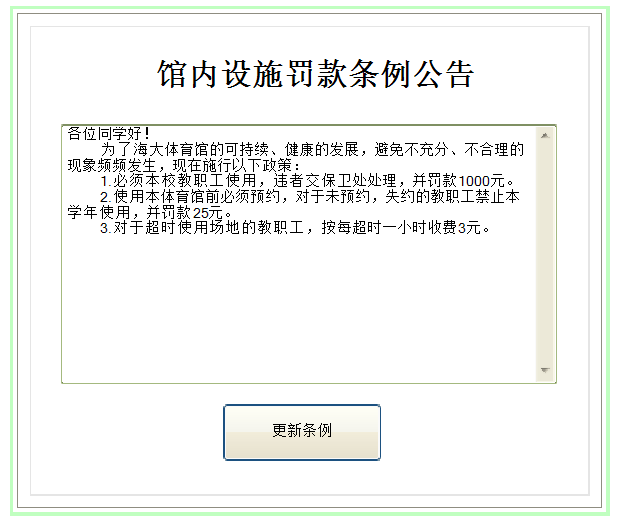 馆内设施罚款条例公告
各位同学好！
为了海大体育馆的可持续、健康的发展，避免不充分、不合理的
现象频频发生，现在施行以下政策：
1.必须本校教职工使用，违者交保卫处处理，并罚款1000元。
2.使用本体育馆前必须预约，对于未预约，失约的教职工禁止本
学年使用，并罚款25元。
3.对于超时使用场地的教职工，按每超时一小时收费3元。
更新条例